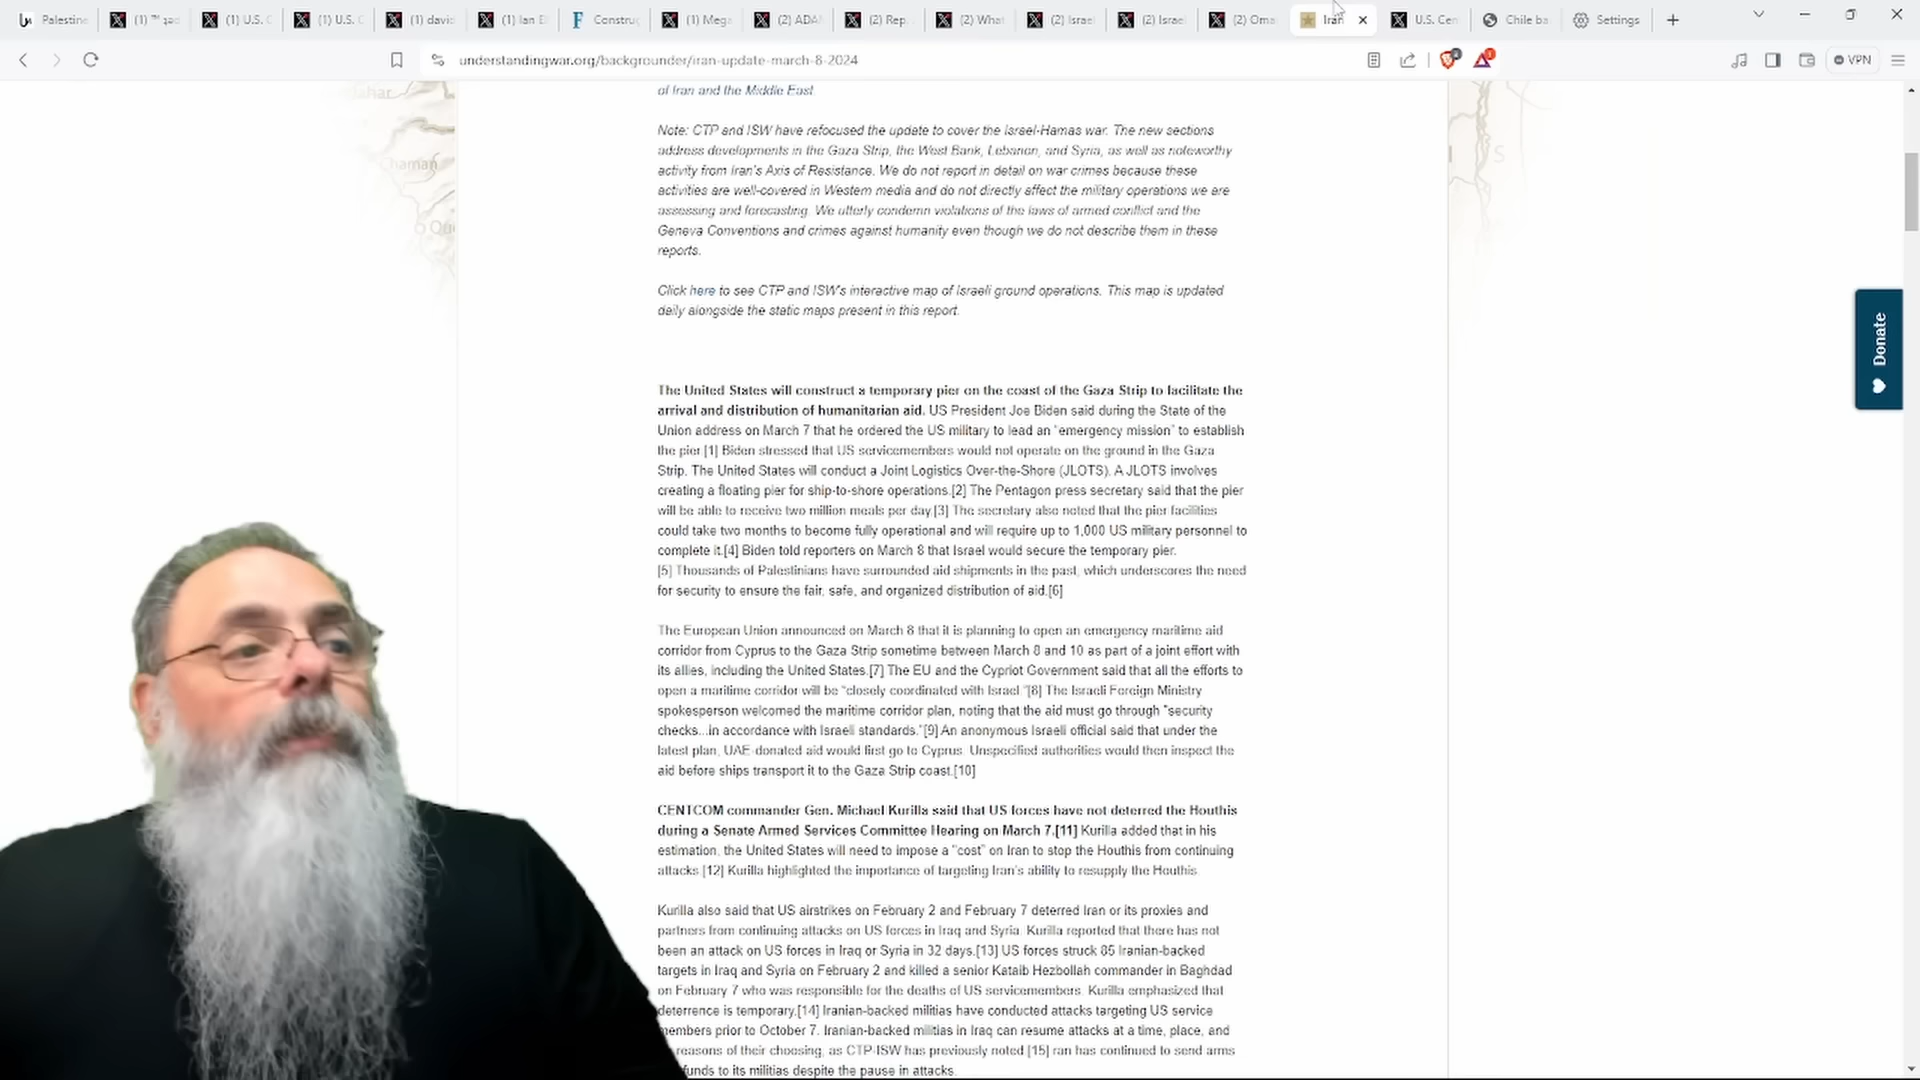 Palestine
(1) ™
(1) U.S. C
(1) U.S. C
(1) david
(1) Ian B
Constru
(1) Mega
(2) ADA
(2) Rep
(2) What
(2) Israe
(2) Israe
(2) Oma
Iran
U.S. Cen
Chile ba
Settings
understandingwar.org/backgrounder/iran-update-march-8-2024
VPN
of Iran and the Middle East
Note: CTP and ISW have refocused the update to cover the Israel-Hamas war. The new sections
address developments in the Gaza Strip, the West Bank, Lebanon, and Syria, as well as noteworthy
activity from Iran's Axis of Resistance. We do not report in detail on war crimes because these
activities are well-covered in Western media and do not directly affect the military operations we are
assessing and forecasting. We utterly condemn violations of the laws of armed conflict and the
Geneva Conventions and crimes against humanity even though we do not describe them in these
reports.
Click here to see CTP and ISW's interactive map of Israeli ground operations. This map is updated
daily alongside the static maps present in this report.
The United States will construct a temporary pier on the coast of the Gaza Strip to facilitate the
arrival and distribution of humanitarian aid. US President Joe Biden said during the State of the
Union address on March 7 that he ordered the US military to lead an "emergency mission" to establish
the pier.[1] Biden stressed that US servicemembers would not operate on the ground in the Gaza
Strip. The United States will conduct a Joint Logistics Over-the-Shore (JLOTS). A JLOTS involves
creating a floating pier for ship-to-shore operations.[2] The Pentagon press secretary said that the pier
will be able to receive two million meals per day.[3] The secretary also noted that the pier facilities
could take two months to become fully operational and will require up to 1,000 US military personnel to
complete it.[4] Biden told reporters on March 8 that Israel would secure the temporary pier.
[5] Thousands of Palestinians have surrounded aid shipments in the past, which underscores the need
for security to ensure the fair, safe, and organized distribution of aid.[6]
The European Union announced on March 8 that it is planning to open an emergency maritime aid
corridor from Cyprus to the Gaza Strip sometime between March 8 and 10 as part of a joint effort with
its allies, including the United States.[7] The EU and the Cypriot Government said that all the efforts to
open a maritime corridor will be "closely coordinated with Israel."[8] The Israeli Foreign Ministry
spokesperson welcomed the maritime corridor plan, noting that the aid must go through "security
checks...in accordance with Israeli standards."[9] An anonymous Israeli official said that under the
latest plan, UAE-donated aid would first go to Cyprus. Unspecified authorities would then inspect the
aid before ships transport it to the Gaza Strip coast.[10]
CENTCOM commander Gen. Michael Kurilla said that US forces have not deterred the Houthis
during a Senate Armed Services Committee Hearing on March 7.[11] Kurilla added that in his
estimation, the United States will need to impose a "cost" on Iran to stop the Houthis from continuing
attacks.[12] Kurilla highlighted the importance of targeting Iran's ability to resupply the Houthis.
Kurilla also said that US airstrikes on February 2 and February 7 deterred Iran or its proxies and
partners from continuing attacks on US forces in Iraq and Syria. Kurilla reported that there has not
been an attack on US forces in Iraq or Syria in 32 days.[13] US forces struck 85 Iranian-backed
targets in Iraq and Syria on February 2 and killed a senior Kataib Hezbollah commander in Baghdad
on February 7 who was responsible for the deaths of US servicemembers. Kurilla emphasized that
deterrence is temporary.[14] Iranian-backed militias have conducted attacks targeting US service
members prior to October 7. Iranian-backed militias in Iraq can resume attacks at a time, place, and
reasons of their choosing, as CTP-ISW has previously noted.[15] ran has continued to send arms
funds to its militias despite the pause in attacks.
Donate
Chaman